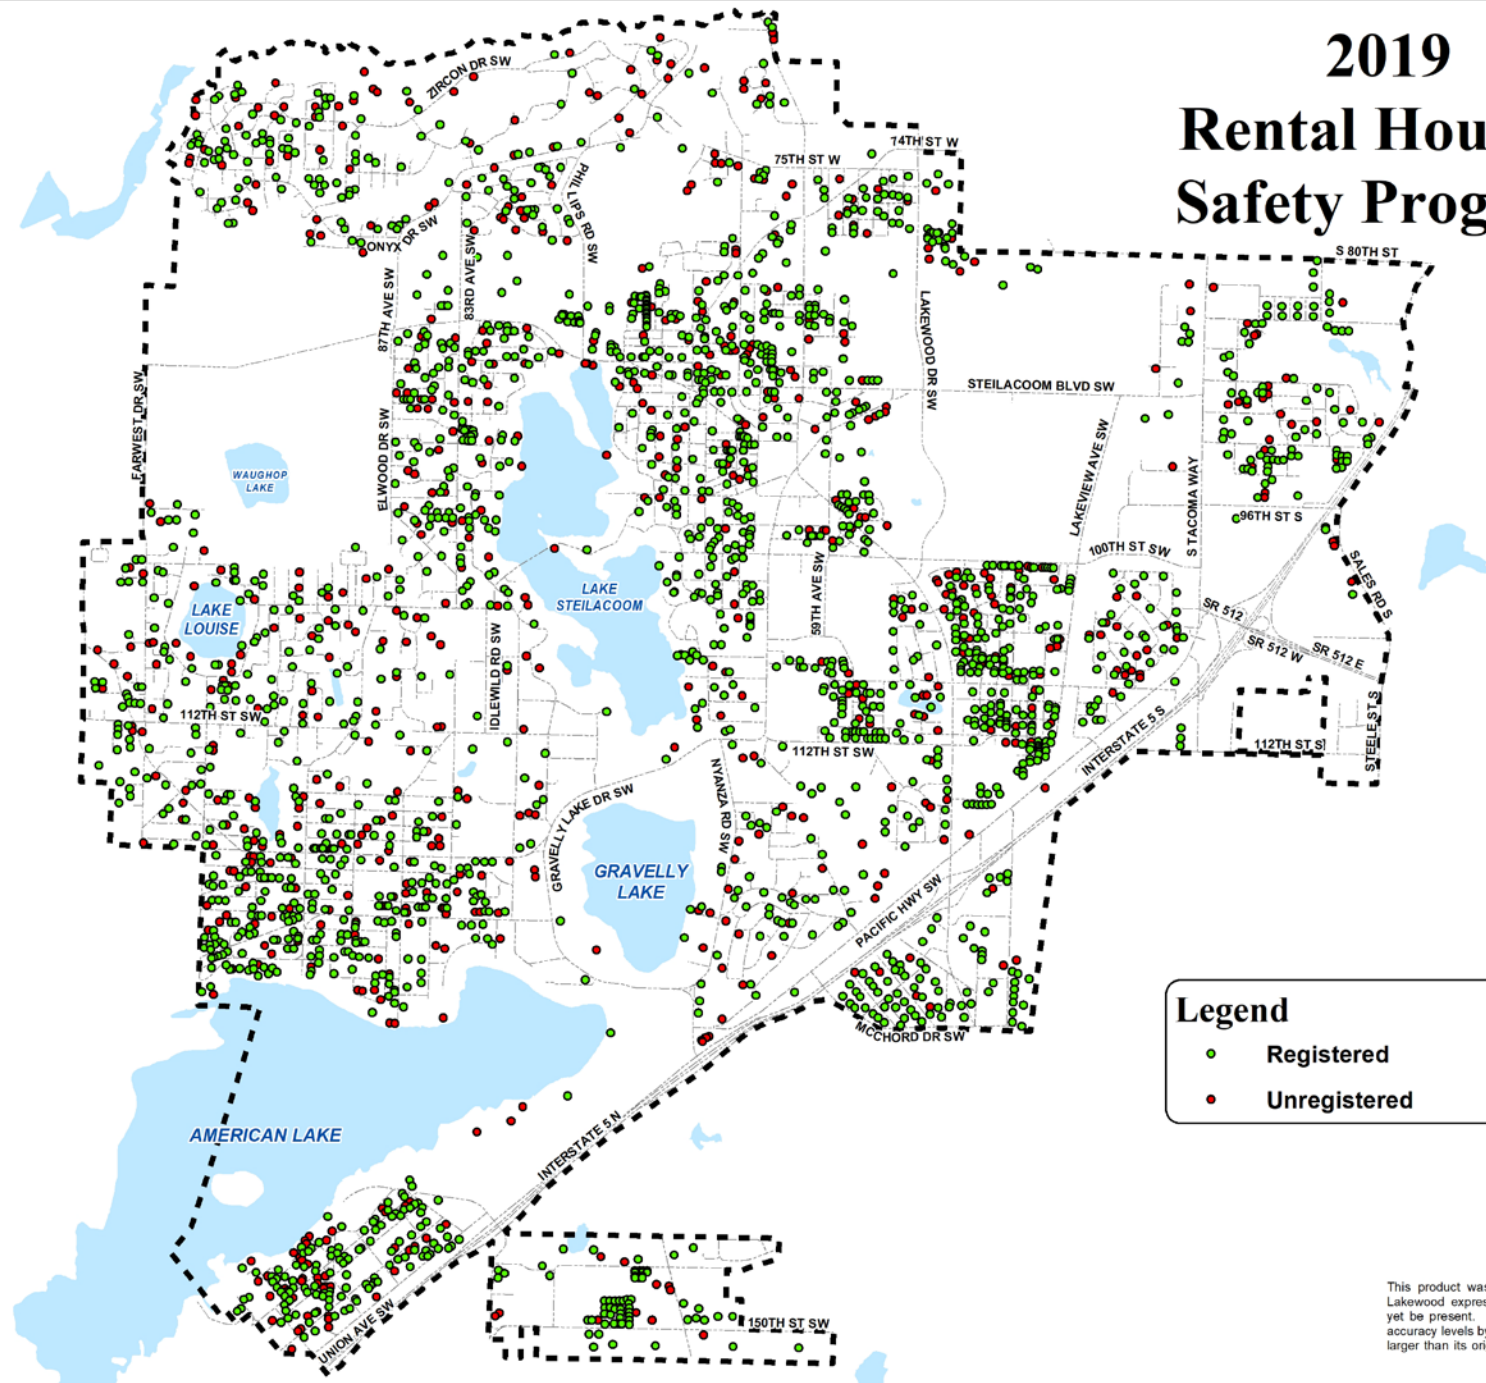 2019
Rental Hou
Safety Prog
ZIRCON DR SW
74TH ST W
75TH ST W
PHILLIPS RD SW
ONYX DR SW
S 80TH ST
87TH AVE SW
83RD AVE SW
LAKEWOOD DR SW
STEILACOOM BLVD SW
FARWEST DR SW
ELWOOD DR SW
LAKEVIEW AVE SW
S TACOMA WAY
WAUGHOP
LAKE
96TH ST S
100TH ST SW
SALES RD S
LAKE
STEILACOOM
LAKE
LOUISE
59TH AVE SW
SR 512
SR 512 W
SR 512 E
IDLEWILD RD SW
112TH ST SW
112TH ST SW
INTERSTATE 5 S
112TH ST S
STEELE ST S
NYANZA RD SW
GRAVELLY LAKE DR SW
GRAVELLY
LAKE
PACIFIC HWY SW
MCCHORD DR SW
Legend
Registered
Unregistered
AMERICAN LAKE
INTERSTATE 5 N
UNION AVE SW
150TH ST SW
This product was
Lakewood expres
yet be present.
accuracy levels by
larger than its ori